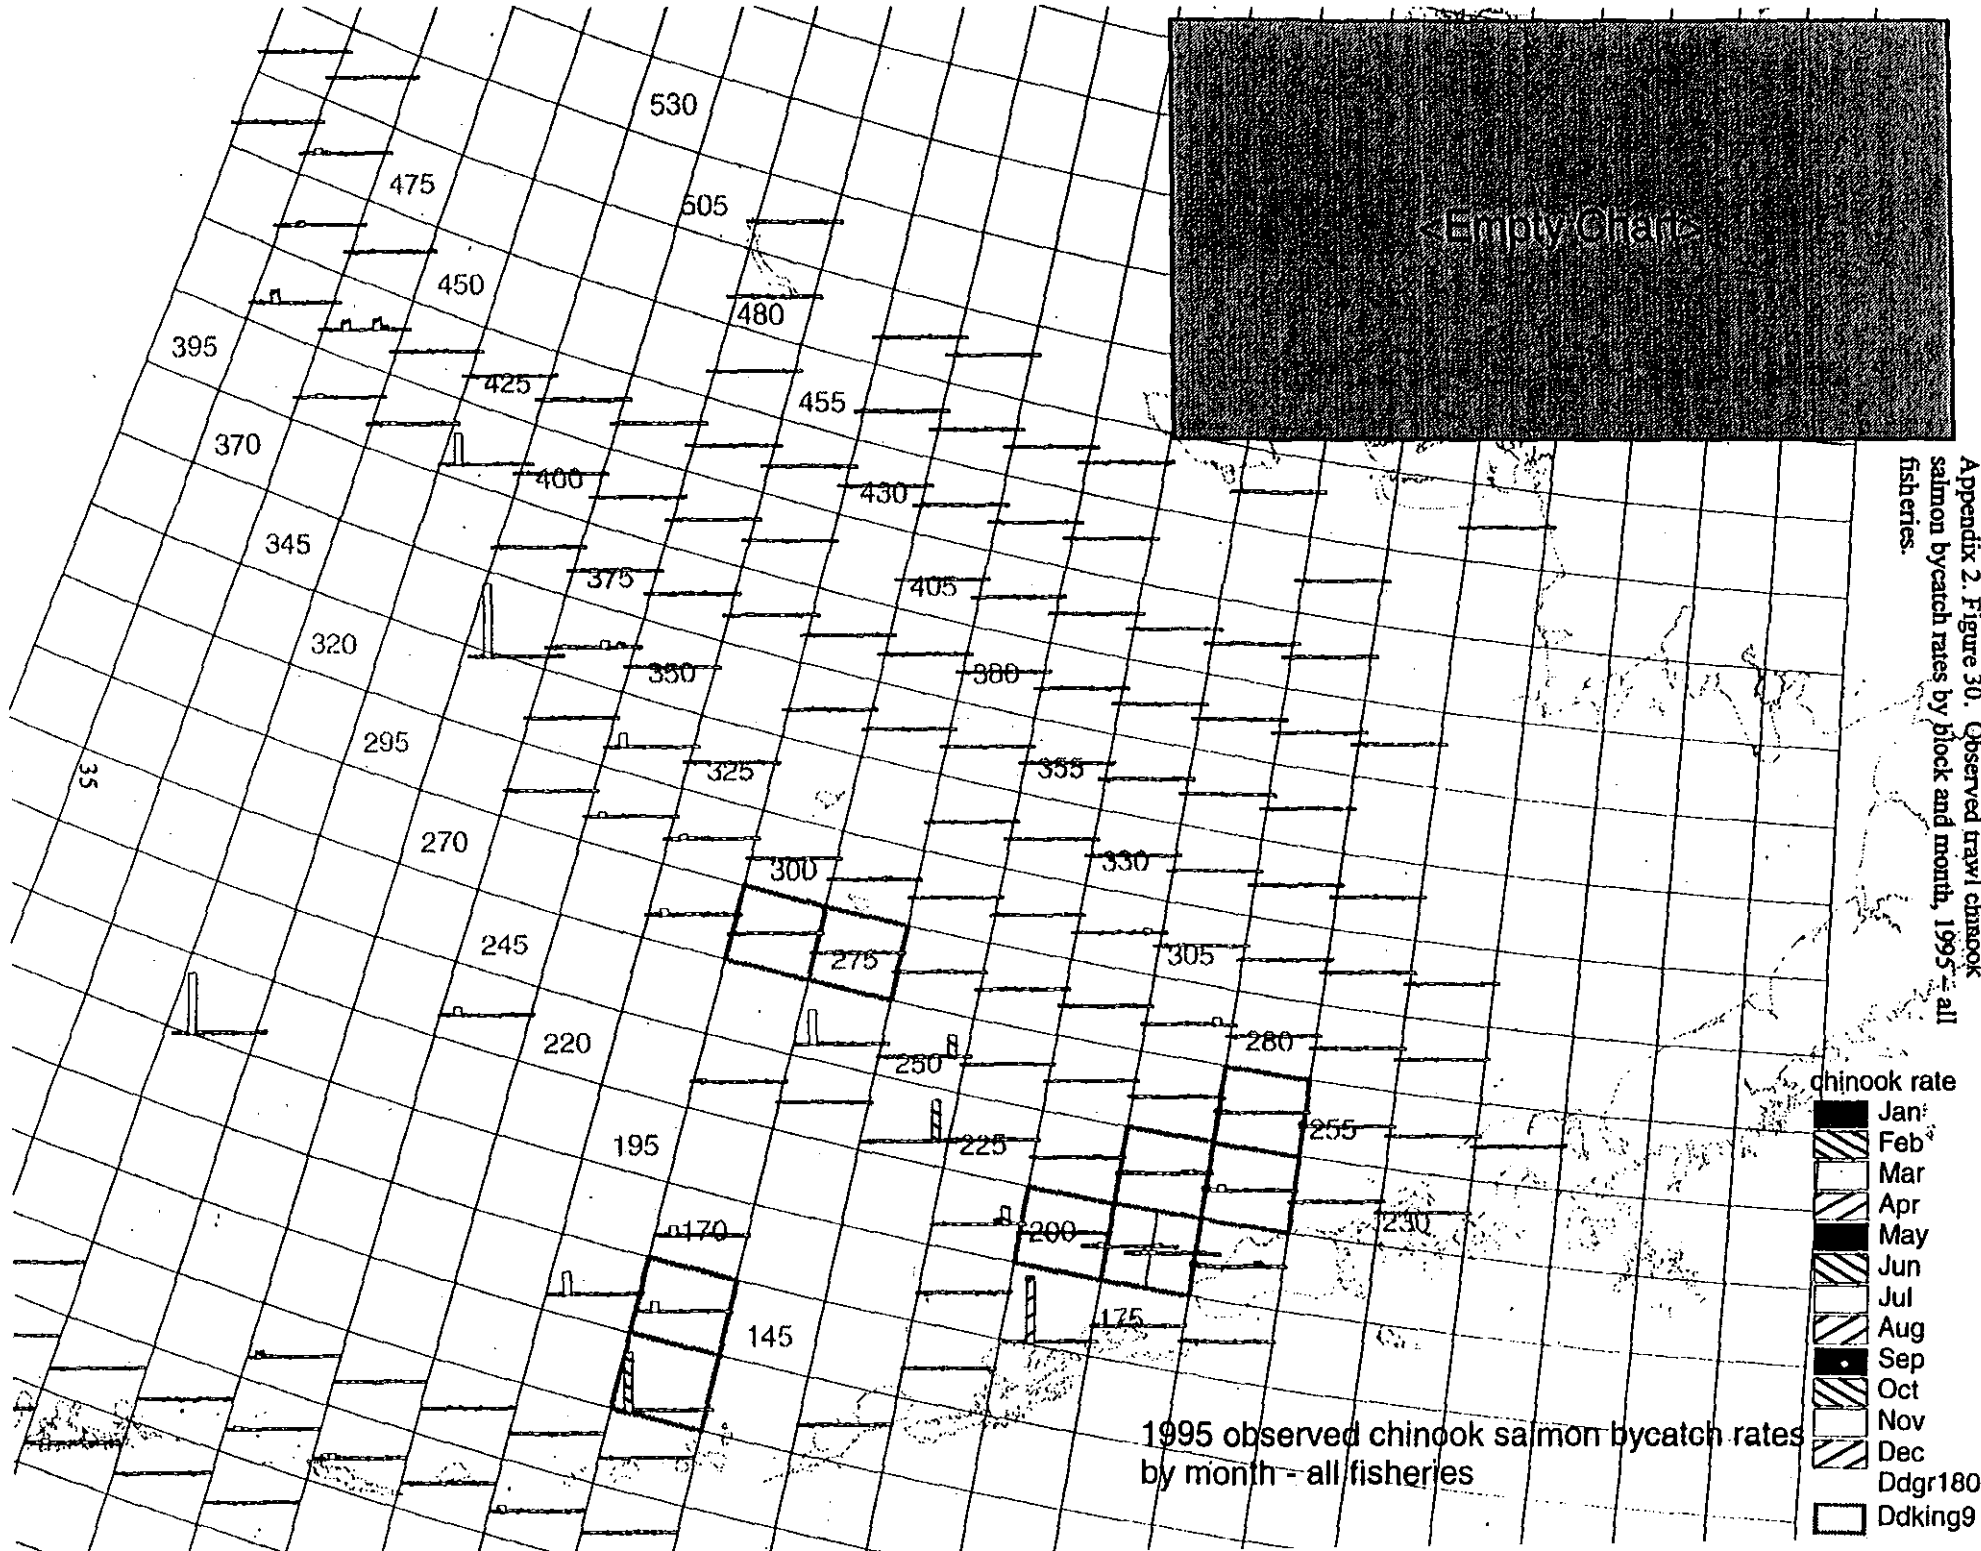 530
475
505
450
480
395
425
455
370
400
430
345
375
405
320
350
380
295
325
355
35
270
300
330
245
275
305
220
250
280
195
225
255
170
200
230
145
175
<Empty Chart>
Appendix 2. Figure 30. Observed trawl chinook
salmon bycatch rates by block and month, 1995 - all
fisheries.
chinook rate
Jan
Feb
Mar
Apr
May
Jun
Jul
Aug
Sep
Oct
Nov
Dec
Ddgr180
Ddking9
1995 observed chinook salmon bycatch rates
by month - all fisheries